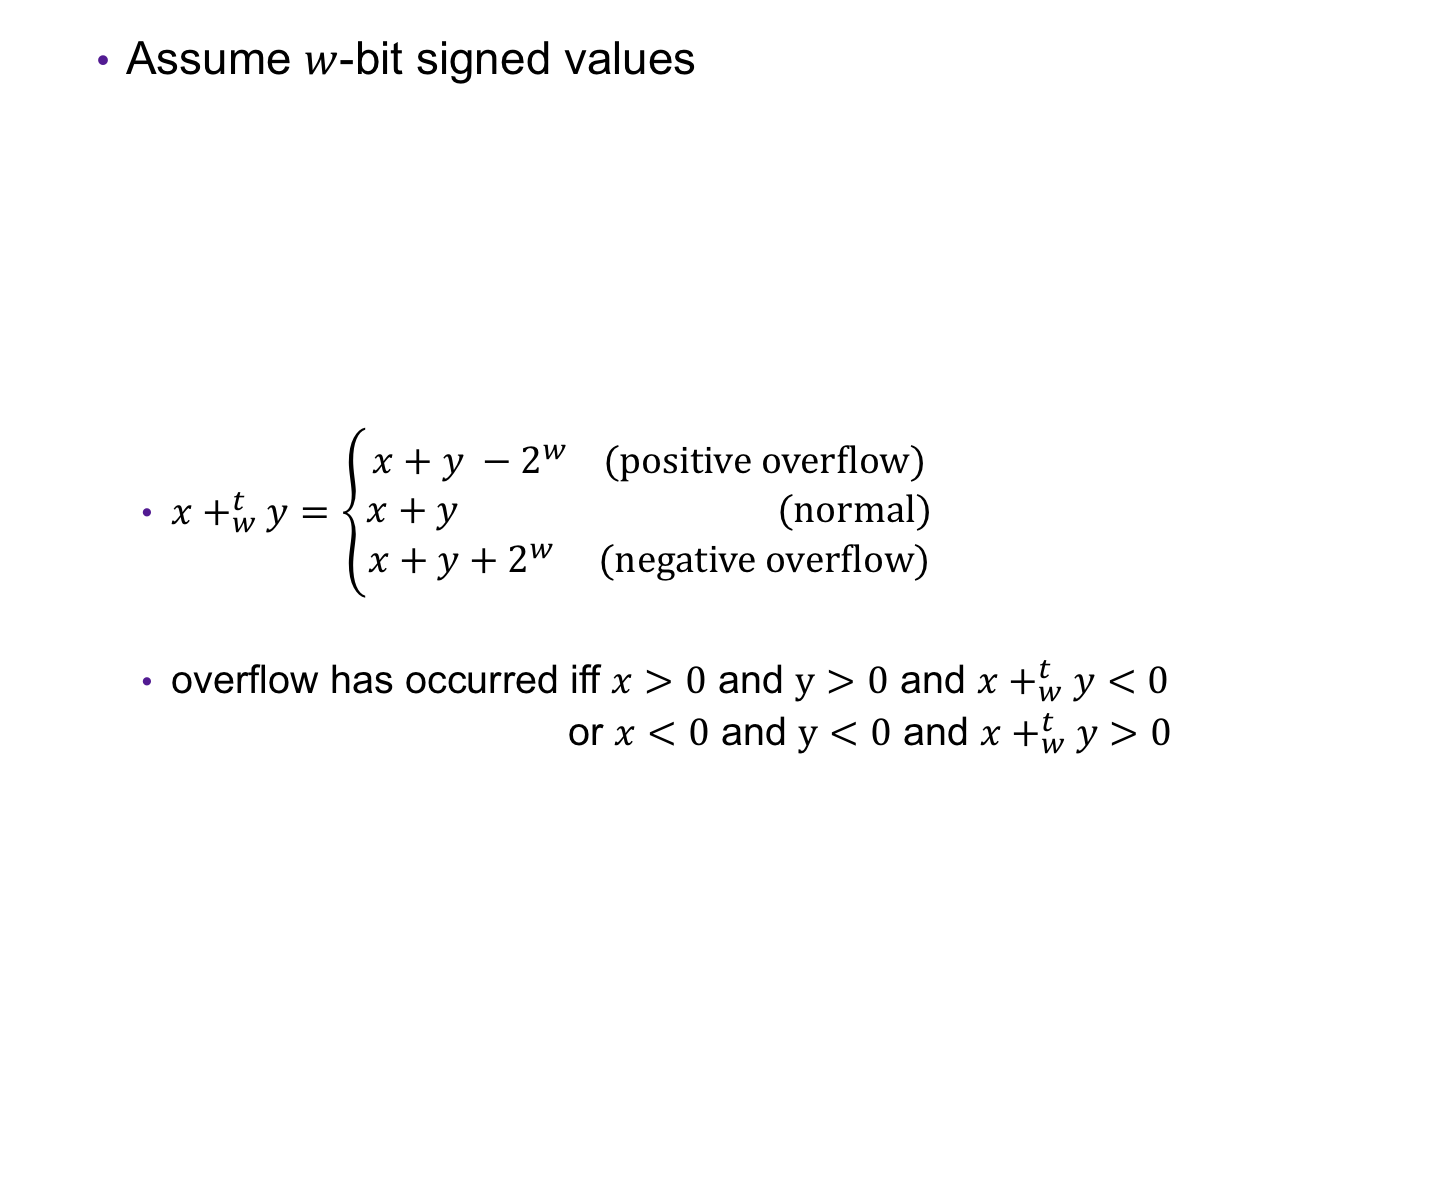 • Assume w-bit signed values
x + y − 2^w (positive overflow)
• x +^t_w y = { x + y (normal)
x + y + 2^w (negative overflow)
• overflow has occurred iff x > 0 and y > 0 and x +^t_w y < 0
or x < 0 and y < 0 and x +^t_w y > 0